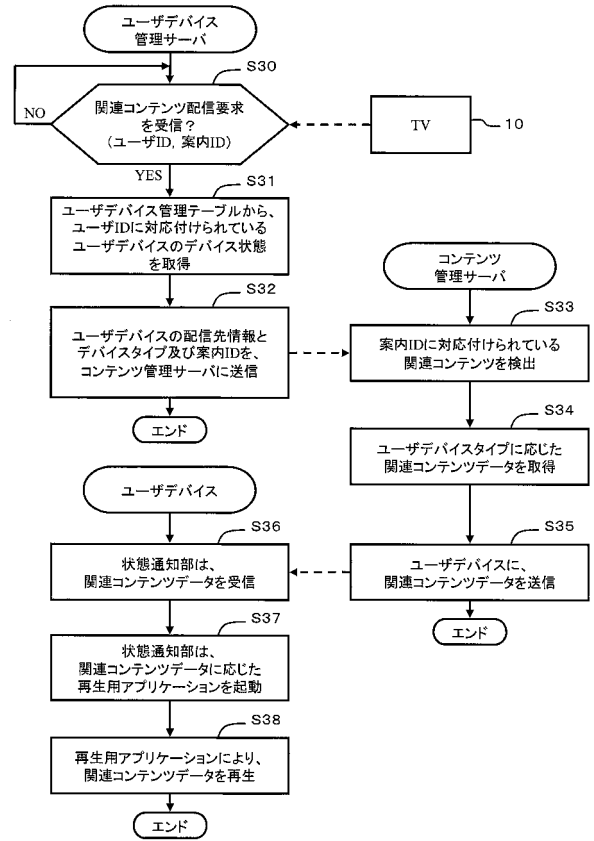 ユーザデバイス
管理サーバ
S30
関連コンテンツ配信要求
を受信？
（ユーザID, 案内ID）
NO
YES
TV
10
S31
ユーザデバイス管理テーブルから、
ユーザIDに対応付けられている
ユーザデバイスのデバイス状態
を取得
S32
ユーザデバイスの配信先情報と
デバイスタイプ及び案内IDを、
コンテンツ管理サーバに送信
エンド
コンテンツ
管理サーバ
S33
案内IDに対応付けられている
関連コンテンツを検出
S34
ユーザデバイスタイプに応じた
関連コンテンツデータを取得
S35
ユーザデバイスに、
関連コンテンツデータを送信
エンド
ユーザデバイス
S36
状態通知部は、
関連コンテンツデータを受信
S37
状態通知部は、
関連コンテンツデータに応じた
再生用アプリケーションを起動
S38
再生用アプリケーションにより、
関連コンテンツデータを再生
エンド